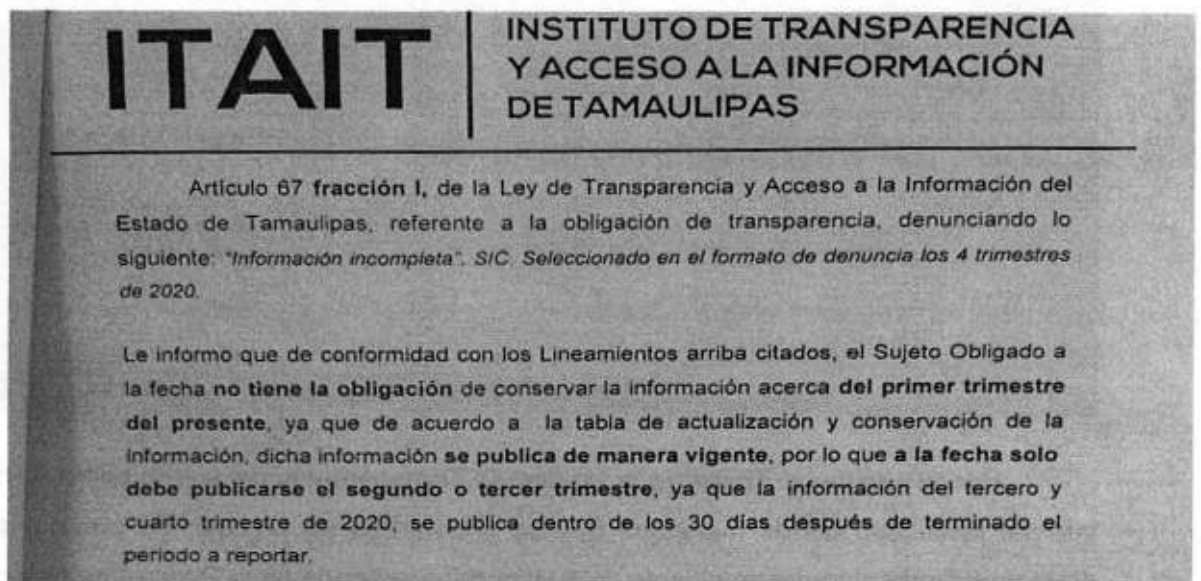 ITAIT
INSTITUTO DE TRANSPARENCIA
Y ACCESO A LA INFORMACIÓN
DE TAMAULIPAS
Articulo 67 fracción I, de la Ley de Transparencia y Acceso a la Información del
Estado de Tamaulipas, referente a la obligación de transparencia, denunciando lo
siguiente: "Información incompleta". SIC. Seleccionado en el formato de denuncia los 4 trimestres
de 2020.
Le informo que de conformidad con los Lineamientos arriba citados, el Sujeto Obligado a
la fecha no tiene la obligación de conservar la información acerca del primer trimestre
del presente, ya que de acuerdo a la tabla de actualización y conservación de la
información, dicha información se publica de manera vigente, por lo que a la fecha solo
debe publicarse el segundo o tercer trimestre, ya que la información del tercero y
cuarto trimestre de 2020, se publica dentro de los 30 días después de terminado el
periodo a reportar.